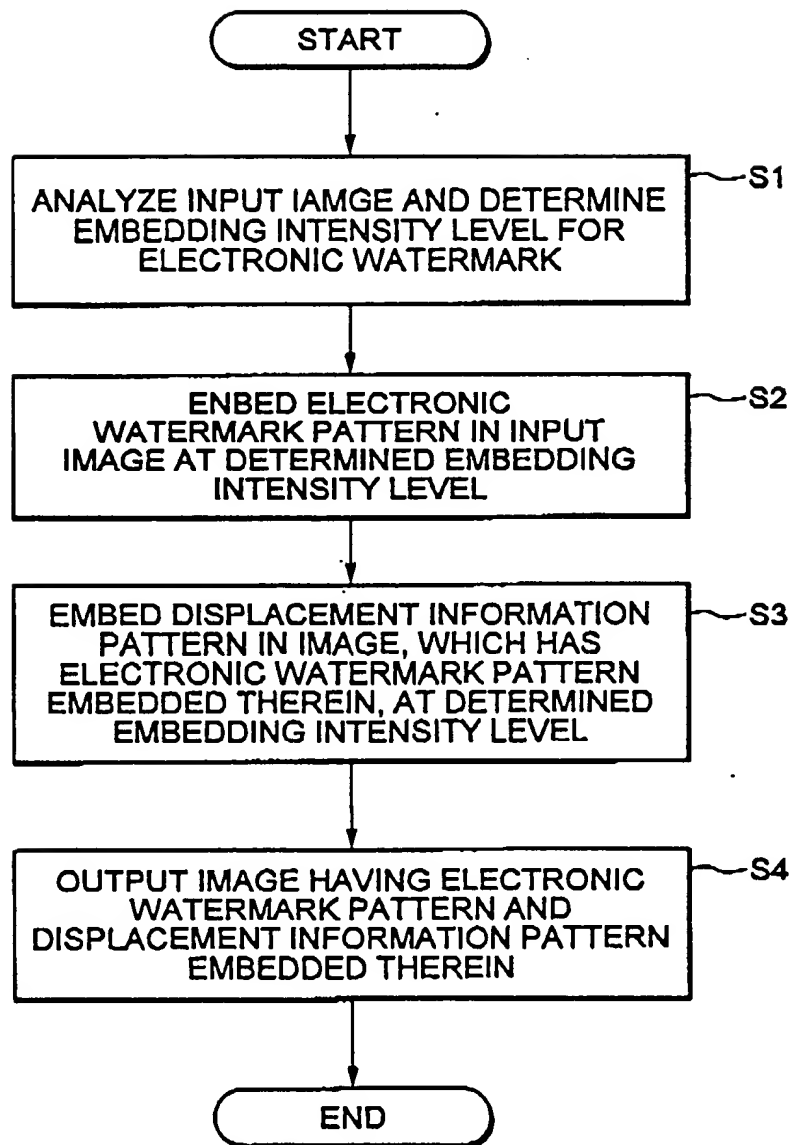 START
ANALYZE INPUT IAMGE AND DETERMINE
EMBEDDING INTENSITY LEVEL FOR
ELECTRONIC WATERMARK
S1
ENBED ELECTRONIC
WATERMARK PATTERN IN INPUT
IMAGE AT DETERMINED EMBEDDING
INTENSITY LEVEL
S2
EMBED DISPLACEMENT INFORMATION
PATTERN IN IMAGE, WHICH HAS
ELECTRONIC WATERMARK PATTERN
EMBEDDED THEREIN, AT DETERMINED
EMBEDDING INTENSITY LEVEL
S3
OUTPUT IMAGE HAVING ELECTRONIC
WATERMARK PATTERN AND
DISPLACEMENT INFORMATION PATTERN
EMBEDDED THEREIN
S4
END